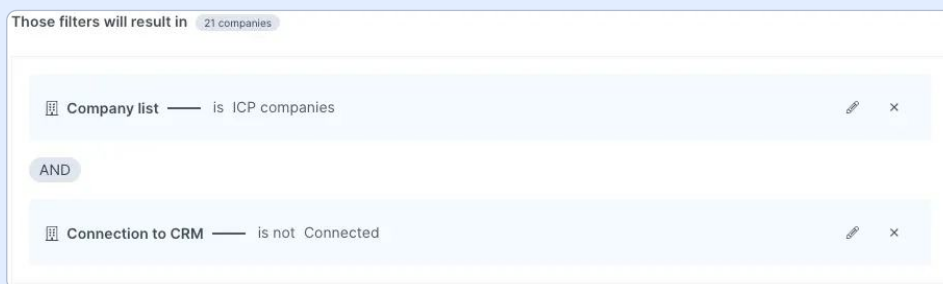 Those filters will result in 21 companies
Company list is ICP companies
AND
Connection to CRM is not Connected